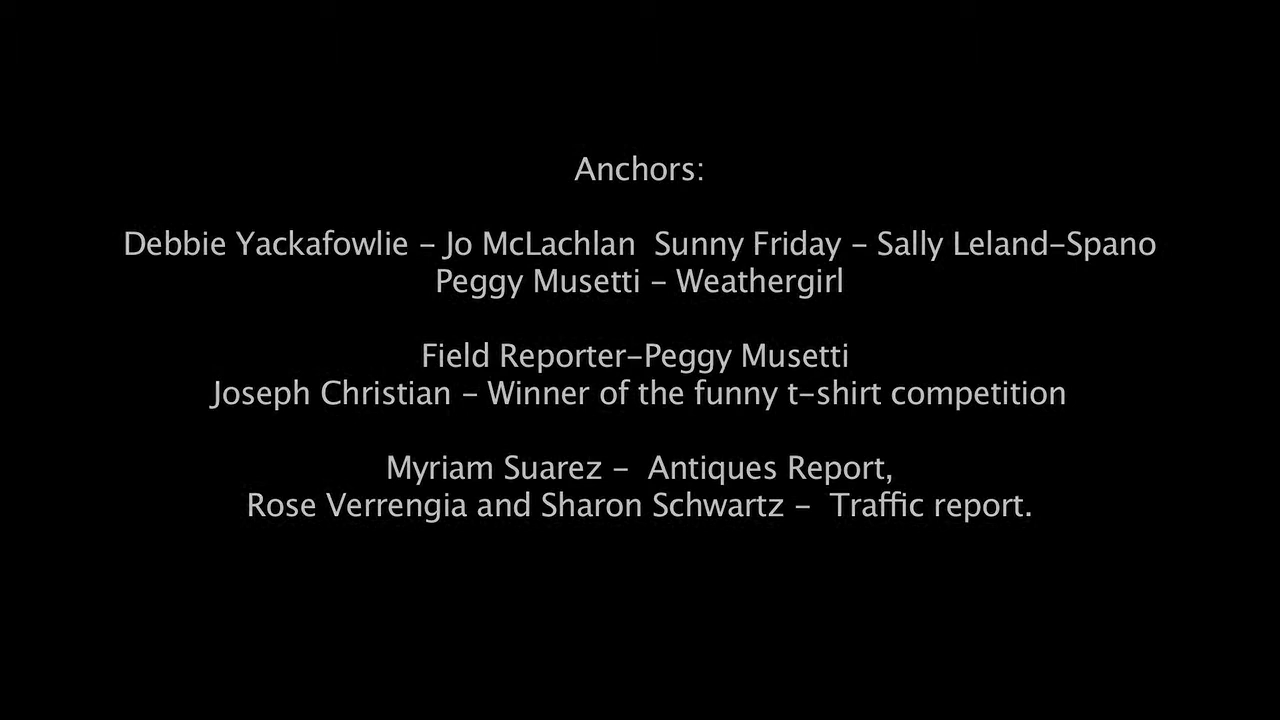 Anchors:
Debbie Yackafowlie - Jo McLachlan  Sunny Friday - Sally Leland-Spano
Peggy Musetti - Weathergirl
Field Reporter-Peggy Musetti
Joseph Christian - Winner of the funny t-shirt competition
Myriam Suarez -  Antiques Report,
Rose Verrengia and Sharon Schwartz -  Traffic report.